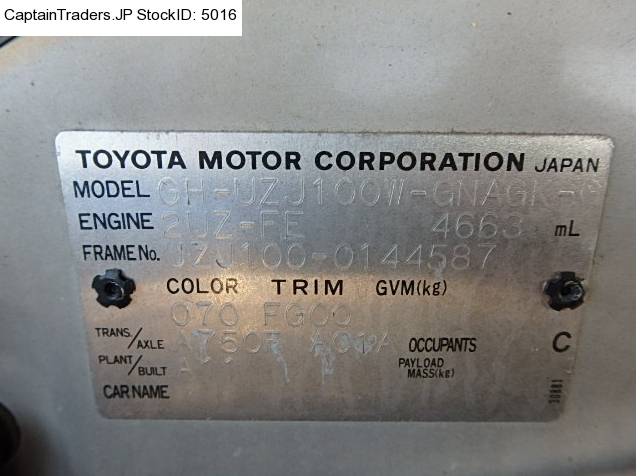 CaptainTraders.JP StockID: 5016
TOYOTA MOTOR CORPORATION JAPAN
MODEL GH-UZJ100W-GNAGK-G
ENGINE 2UZ-FE 4663 mL
FRAME No. UZJ100-0144587
COLOR TRIM GVM(kg)
070 FG00
TRANS./AXLE A750F OCCUPANTS C
PLANT/BUILT PAYLOAD MASS(kg)
CAR NAME
30881